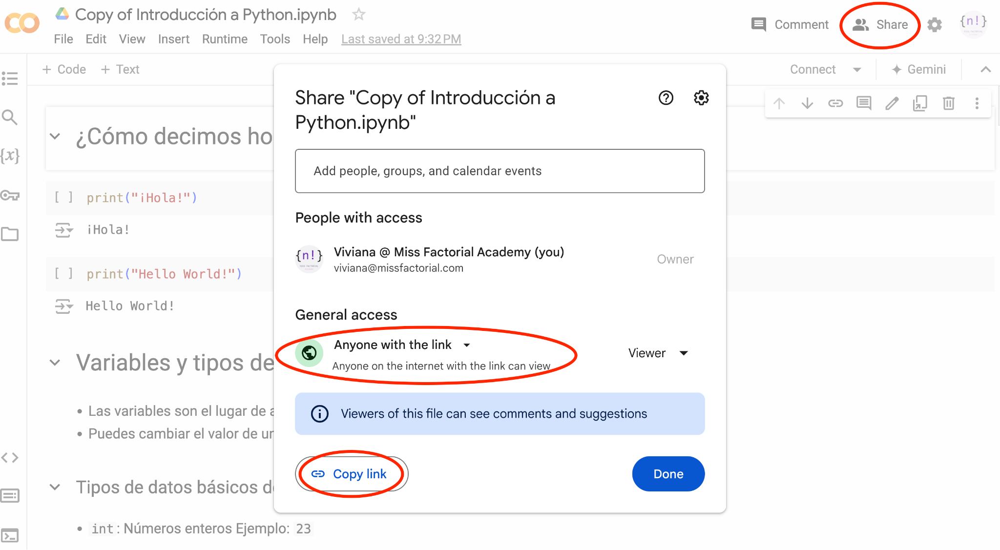 Copy of Introducción a Python.ipynb
Comment
Share
{n!}
File Edit View Insert Runtime Tools Help Last saved at 9:32 PM
+ Code + Text
Connect
Gemini
Share "Copy of Introducción a
Python.ipynb"
¿Cómo decimos ho
{x}
Add people, groups, and calendar events
[ ] print("¡Hola!")
¡Hola!
People with access
{n!}
Viviana @ Miss Factorial Academy (you)
viviana@missfactorial.com
Owner
[ ] print("Hello World!")
Hello World!
General access
Anyone with the link
Anyone on the internet with the link can view
Viewer
Variables y tipos de
• Las variables son el lugar de a
• Puedes cambiar el valor de ur
Viewers of this file can see comments and suggestions
Copy link
Done
Tipos de datos básicos de
• int: Números enteros Ejemplo: 23